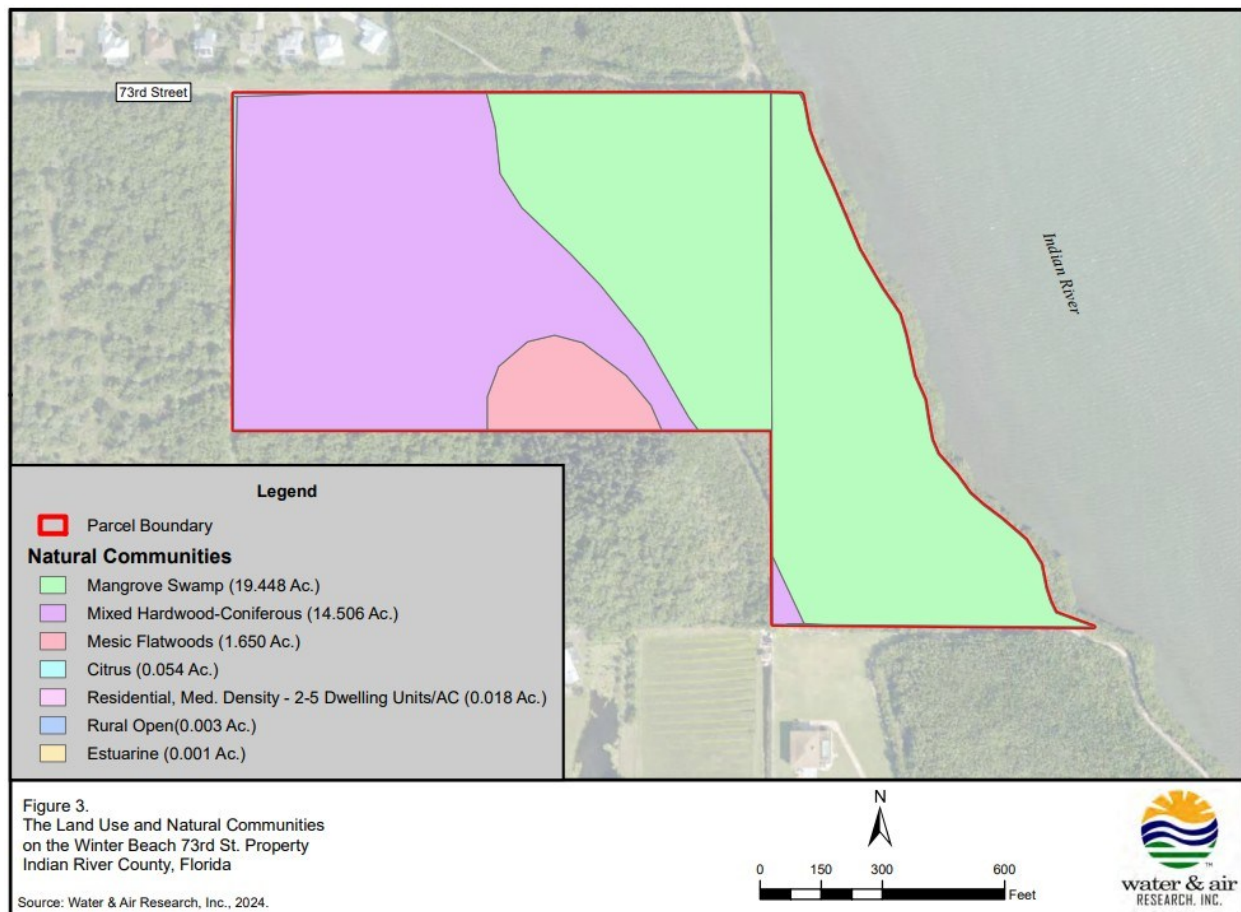 73rd Street
Indian River
Legend
Parcel Boundary
Natural Communities
Mangrove Swamp (19.448 Ac.)
Mixed Hardwood-Coniferous (14.506 Ac.)
Mesic Flatwoods (1.650 Ac.)
Citrus (0.054 Ac.)
Residential, Med. Density - 2-5 Dwelling Units/AC (0.018 Ac.)
Rural Open(0.003 Ac.)
Estuarine (0.001 Ac.)
Figure 3.
The Land Use and Natural Communities
on the Winter Beach 73rd St. Property
Indian River County, Florida
Source: Water & Air Research, Inc., 2024.
N
0 150 300 600
Feet
TM
water & air
RESEARCH, INC.